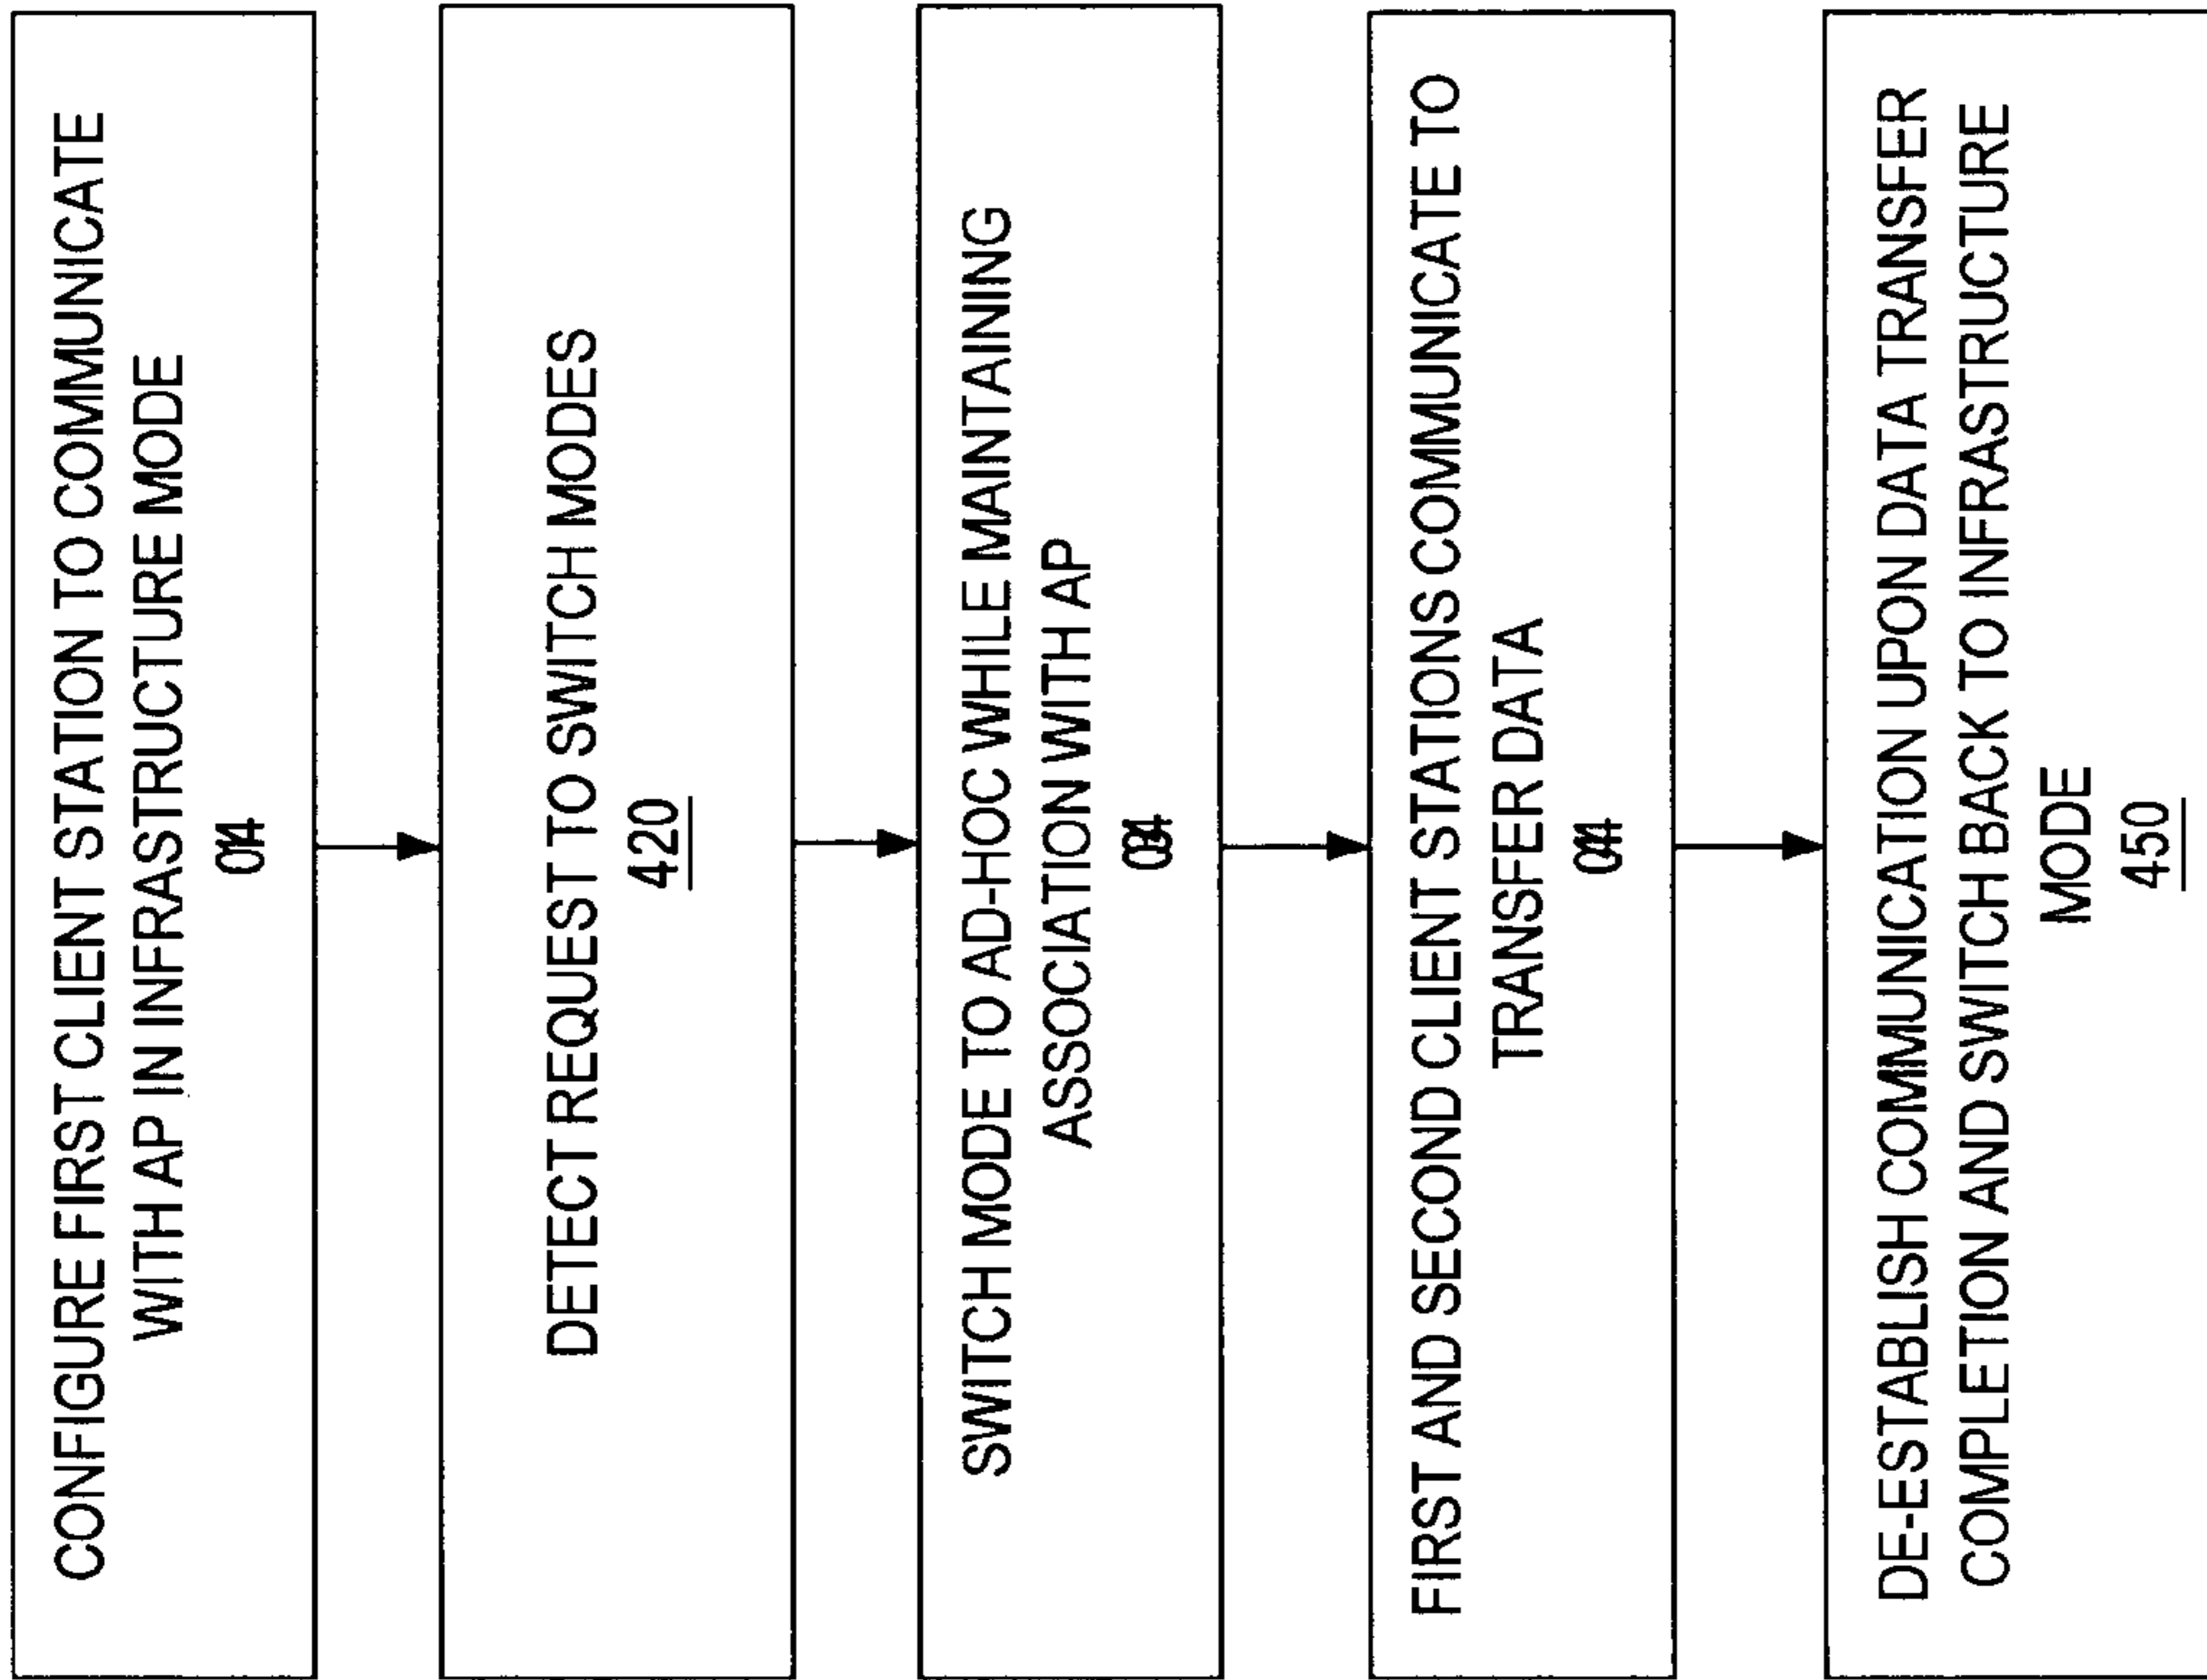 CONFIGURE FIRST CLIENT STATION TO COMMUNICATE
WITH AP IN INFRASTRUCTURE MODE
DETECT REQUEST TO SWITCH MODES
420
SWITCH MODE TO AD-HOC WHILE MAINTAINING
ASSOCIATION WITH AP
FIRST AND SECOND CLIENT STATIONS COMMUNICATE TO
TRANSFER DATA
DE-ESTABLISH COMMUNICATION UPON DATA TRANSFER
COMPLETION AND SWITCH BACK TO INFRASTRUCTURE
MODE
450